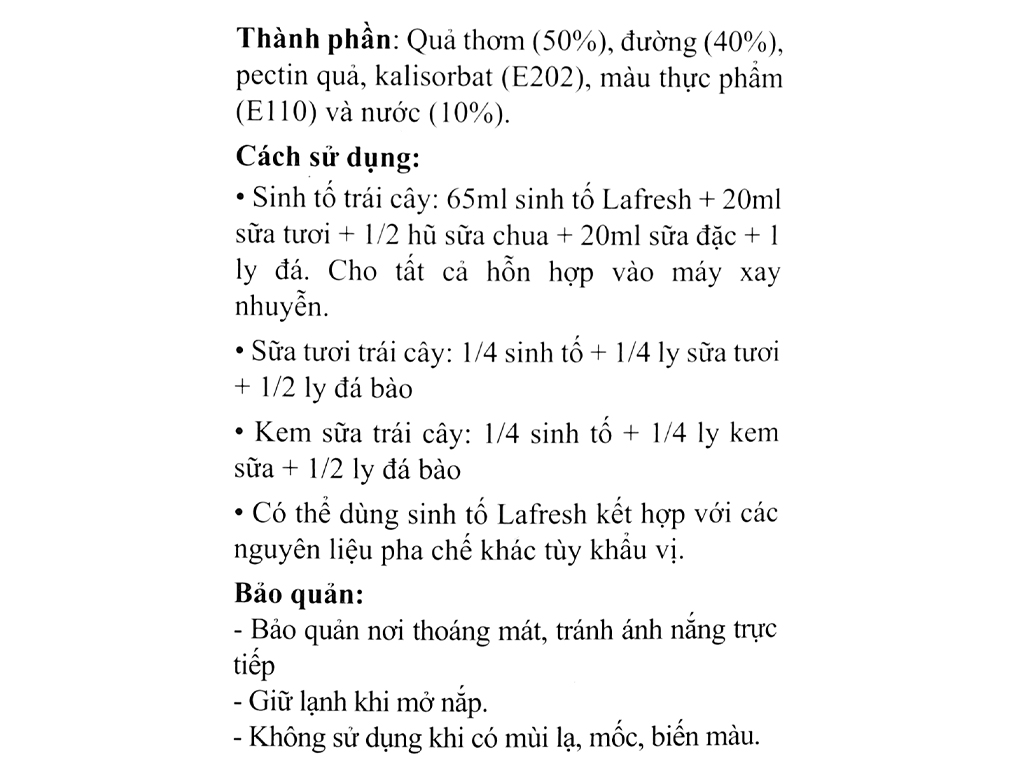 Thành phần: Quả thơm (50%), đường (40%),
pectin quả, kalisorbat (E202), màu thực phẩm
(E110) và nước (10%).
Cách sử dụng:
• Sinh tố trái cây: 65ml sinh tố Lafresh + 20ml
sữa tươi + 1/2 hũ sữa chua + 20ml sữa đặc + 1
ly đá. Cho tất cả hỗn hợp vào máy xay
nhuyễn.
• Sữa tươi trái cây: 1/4 sinh tố + 1/4 ly sữa tươi
+ 1/2 ly đá bào
• Kem sữa trái cây: 1/4 sinh tố + 1/4 ly kem
sữa + 1/2 ly đá bào
• Có thể dùng sinh tố Lafresh kết hợp với các
nguyên liệu pha chế khác tùy khẩu vị.
Bảo quản:
- Bảo quản nơi thoáng mát, tránh ánh nắng trực
tiếp
- Giữ lạnh khi mở nắp.
- Không sử dụng khi có mùi lạ, mốc, biến màu.